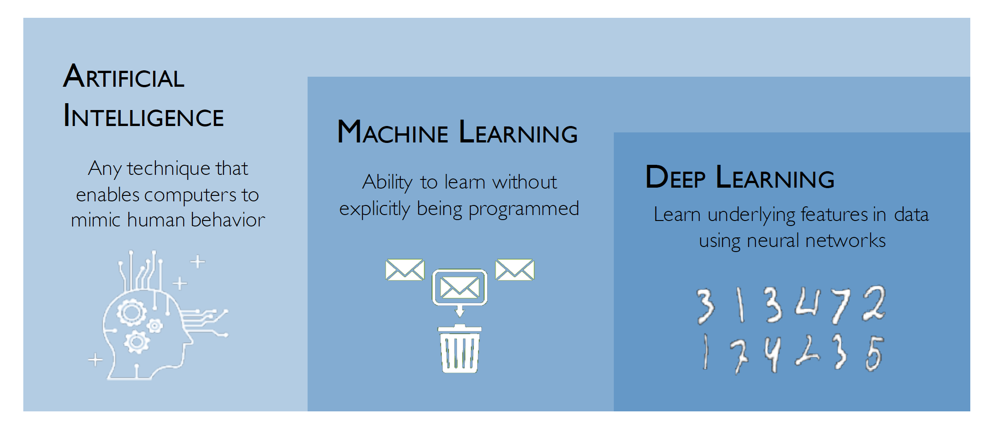 ARTIFICIAL
INTELLIGENCE
Any technique that
enables computers to
mimic human behavior
MACHINE LEARNING
Ability to learn without
explicitly being programmed
DEEP LEARNING
Learn underlying features in data
using neural networks
3 1 3 4 7 2
1 7 4 2 3 5